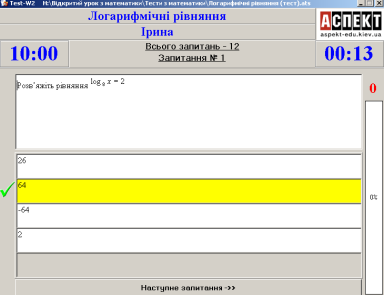 Test-W2 H:\Відкритий урок з математики\Тести з математики\Логарифмічні рівняння (тест).ats
Логарифмічні рівняння
Ірина
АСПЕКТ
aspekt-edu.kiev.ua
10:00
Всього запитань - 12
Запитання № 1
00:13
Розв'яжіть рівняння log₈ x = 2
0
26
64
-64
2
0%
Наступне запитання ->>